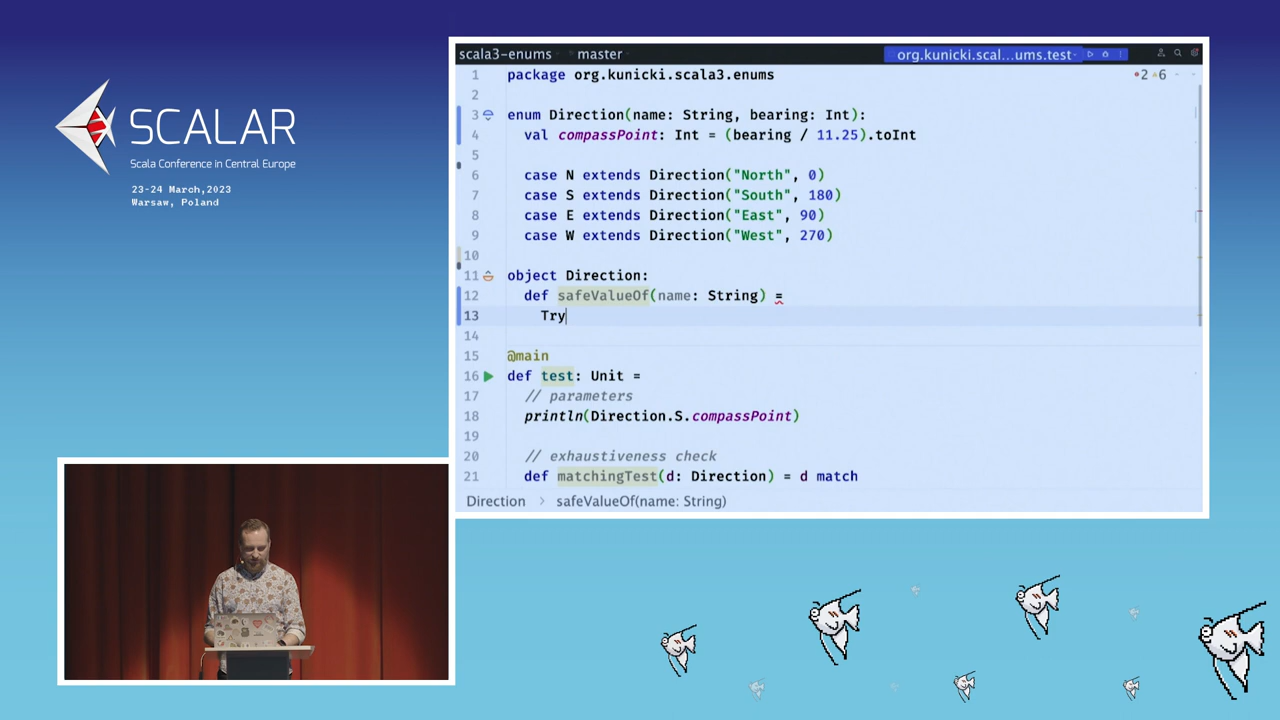 SCALAR
Scala Conference in Central Europe
23-24 March,2023
Warsaw, Poland
scala3-enums master org.kunicki.scal...ums.test
1 package org.kunicki.scala3.enums 2 6
2
3 enum Direction(name: String, bearing: Int):
4 val compassPoint: Int = (bearing / 11.25).toInt
5
6 case N extends Direction("North", 0)
7 case S extends Direction("South", 180)
8 case E extends Direction("East", 90)
9 case W extends Direction("West", 270)
10
11 object Direction:
12 def safeValueOf(name: String) =
13 Try
14
15 @main
16 def test: Unit =
17 // parameters
18 println(Direction.S.compassPoint)
19
20 // exhaustiveness check
21 def matchingTest(d: Direction) = d match
Direction > safeValueOf(name: String)